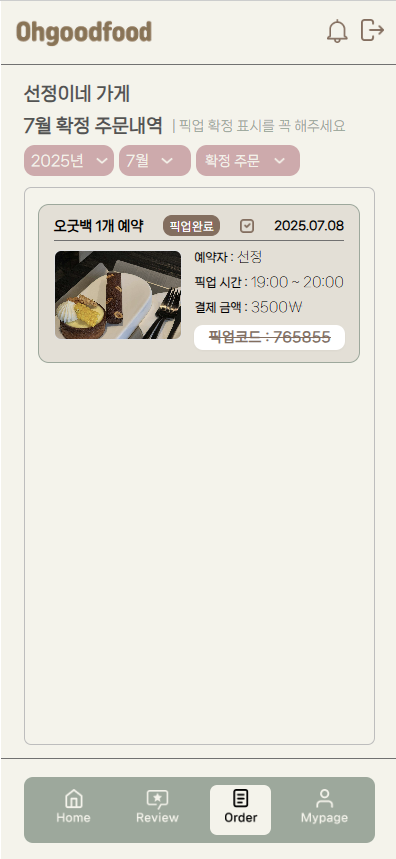 Ohgoodfood
선정이네 가게
7월 확정 주문내역 | 픽업 확정 표시를 꼭 해주세요
2025년 7월 확정 주문
오굿백 1개 예약 픽업완료 2025.07.08
예약자 : 선정
픽업 시간 : 19:00 ~ 20:00
결제 금액 : 3500₩
픽업코드 : 765855
Home Review Order Mypage